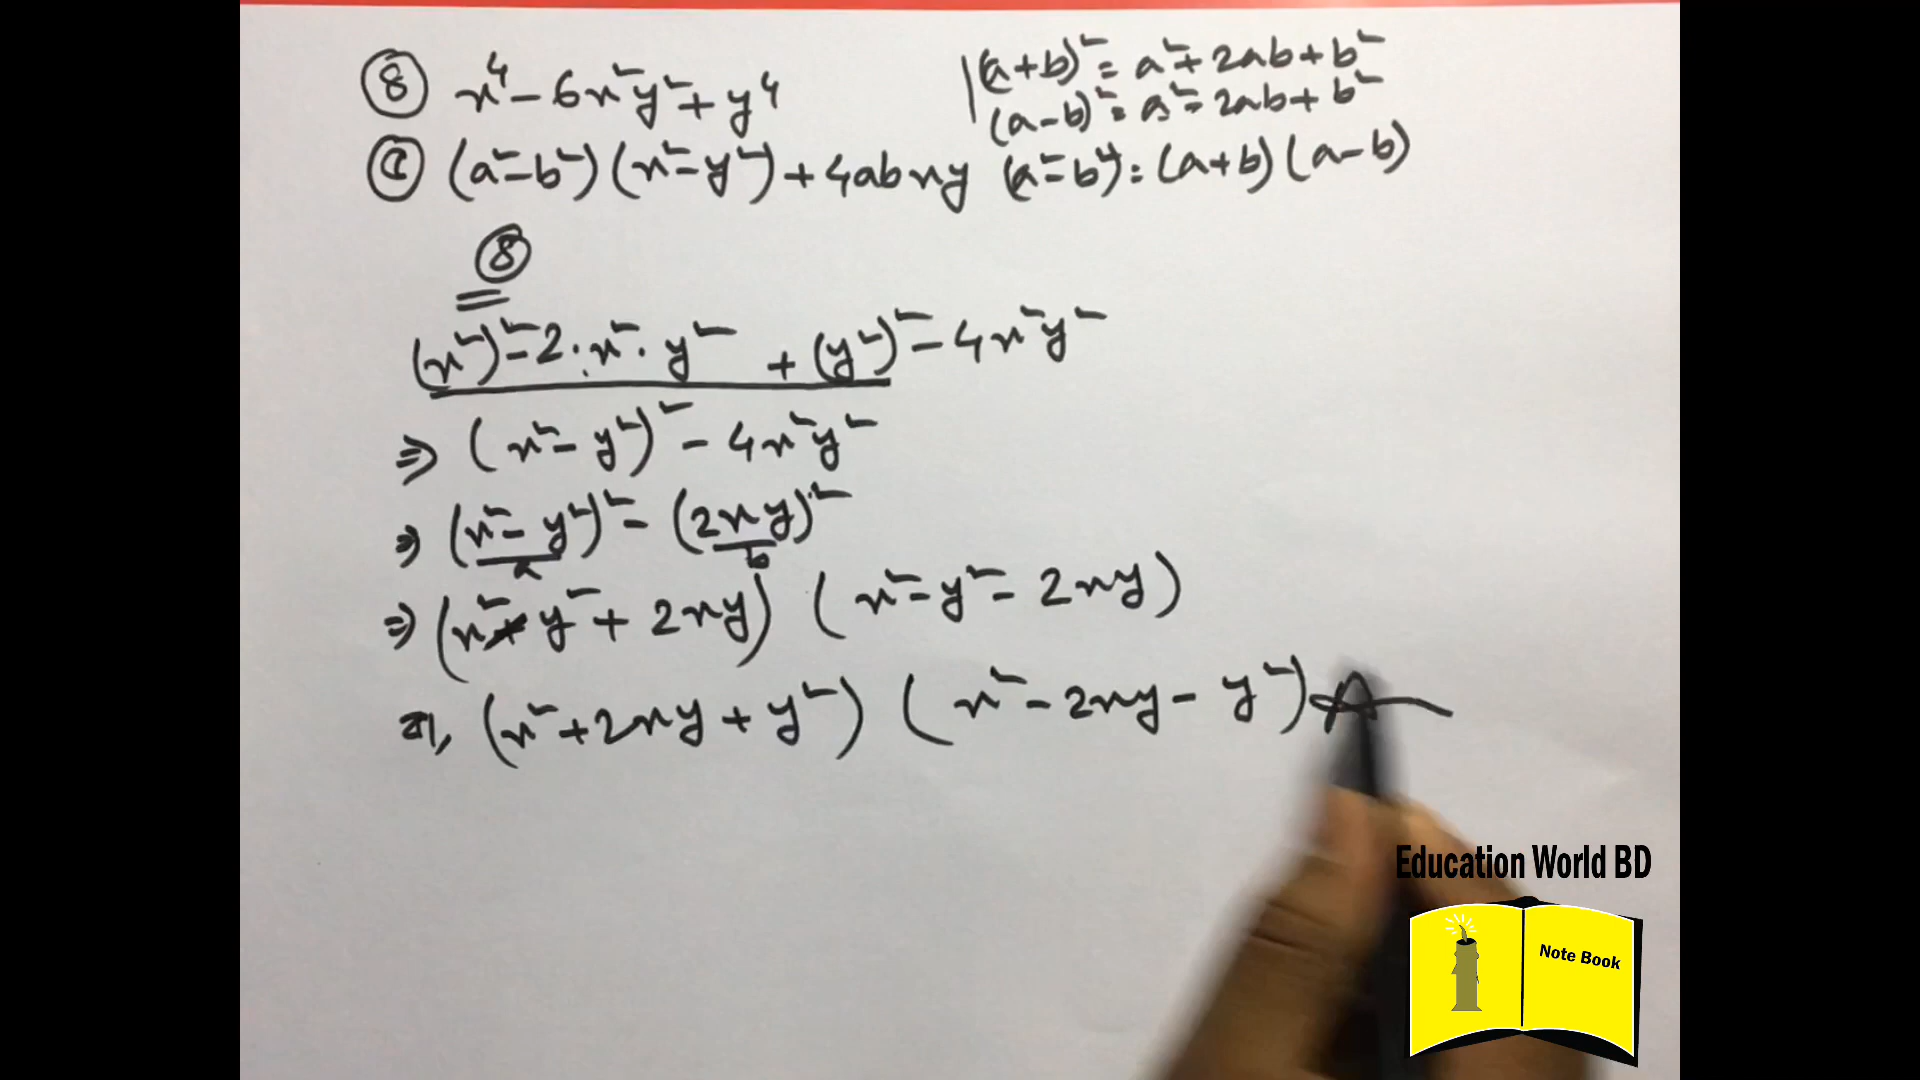 ⑧ x⁴ - 6x²y² + y⁴
(a+b)² = a² + 2ab + b²
(a-b)² = a² - 2ab + b²
(a²-b²)(x²-y²) + 4abxy
(a²-b²) = (a+b)(a-b)
⑧
(x²)² - 2·x²·y² + (y²)² - 4x²y²
⇒ (x² - y²)² - 4x²y²
⇒ (x² - y²)² - (2xy)²
a b
⇒ (x² - y² + 2xy) (x² - y² - 2xy)
বা, (x² + 2xy + y²) (x² - 2xy - y²)
Education World BD
Note Book